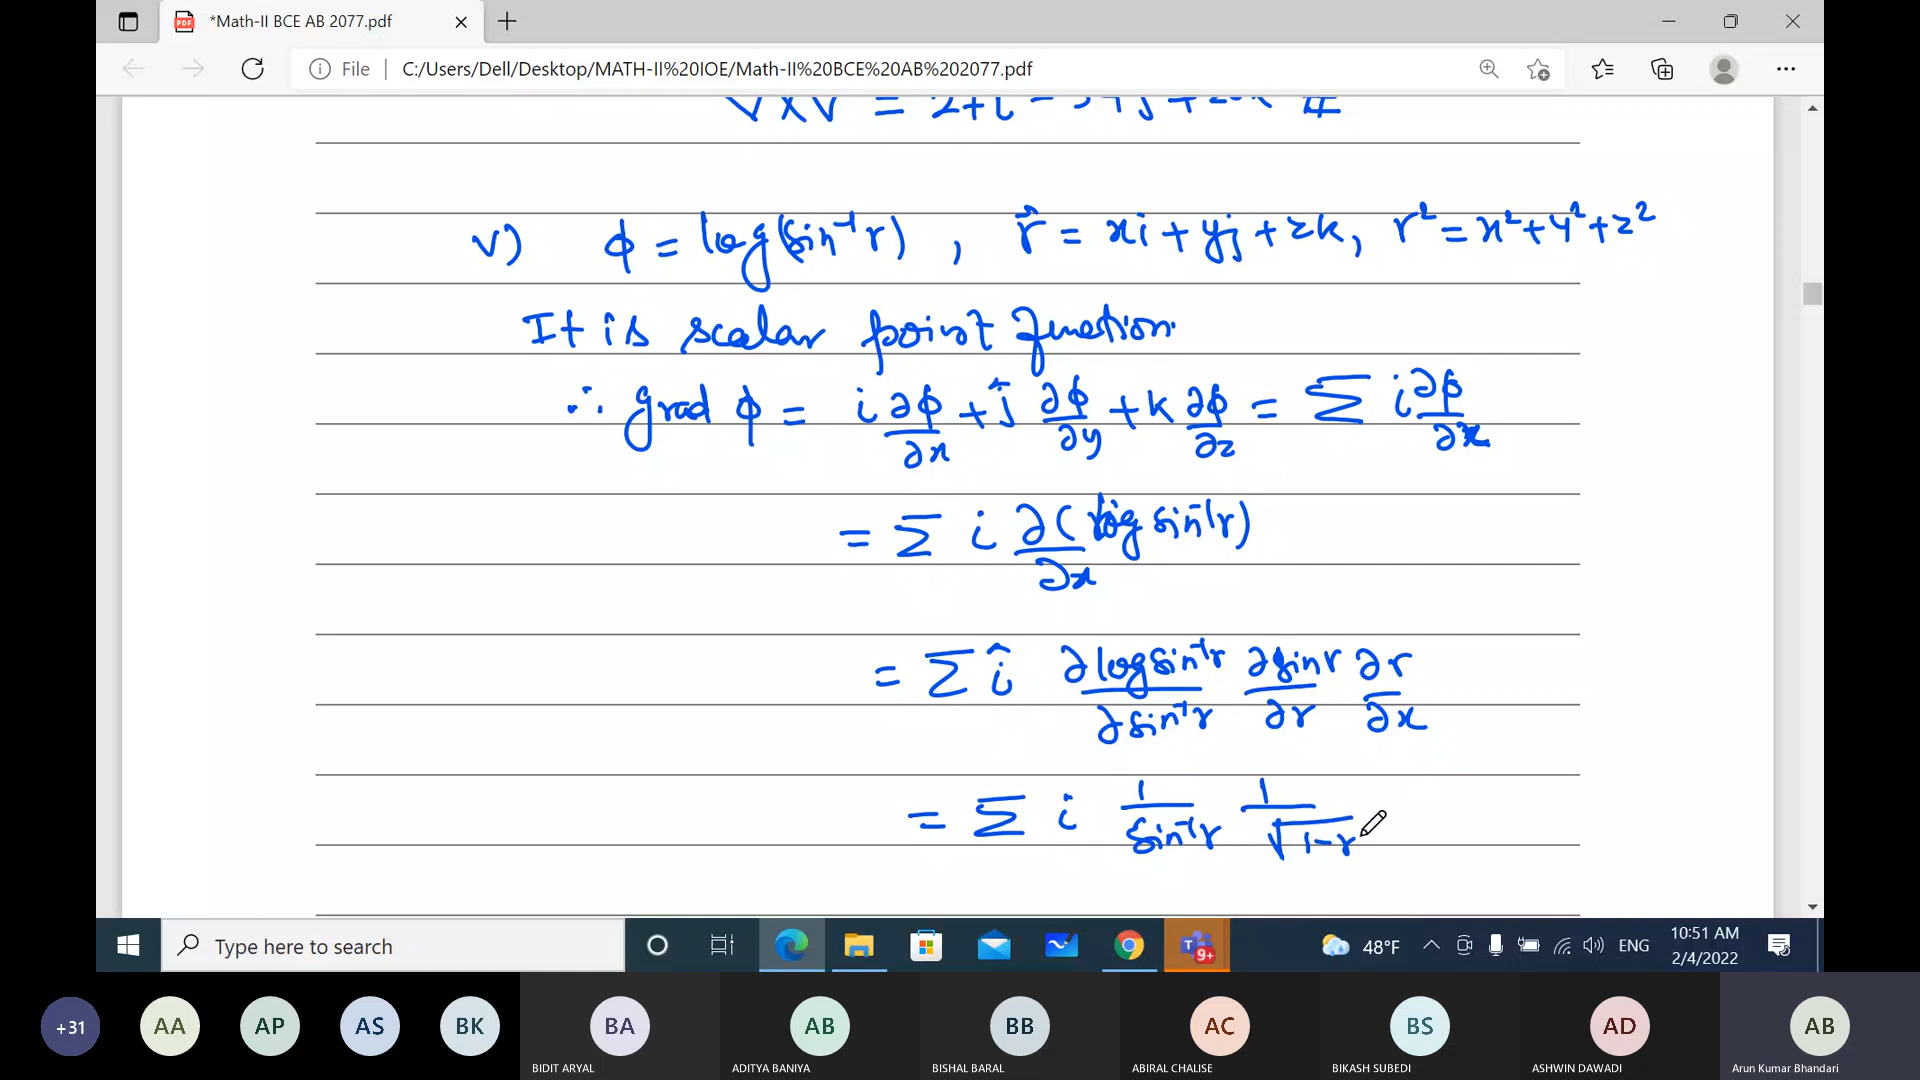 *Math-II BCE AB 2077.pdf
File
C:/Users/Dell/Desktop/MATH-II%20IOE/Math-II%20BCE%20AB%202077.pdf
v) ϕ = log(sin⁻¹r) , r⃗ = xi + yj + zk, r² = x² + y² + z²
It is scalar point function
∴ grad ϕ = i ∂ϕ/∂x + ĵ ∂ϕ/∂y + k ∂ϕ/∂z = Σ i ∂ϕ/∂x
= Σ i ∂(log sin⁻¹r)/∂x
= Σ î ∂log sin⁻¹r/∂sin⁻¹r ∂sin r/∂r ∂r/∂x
= Σ i 1/sin⁻¹r 1/√1-r
Type here to search
9+
48°F
ENG
10:51 AM
2/4/2022
+31
AA
AP
AS
BK
BA
AB
BB
AC
BS
AD
AB
BIDIT ARYAL
ADITYA BANIYA
BISHAL BARAL
ABIRAL CHALISE
BIKASH SUBEDI
ASHWIN DAWADI
Arun Kumar Bhandari